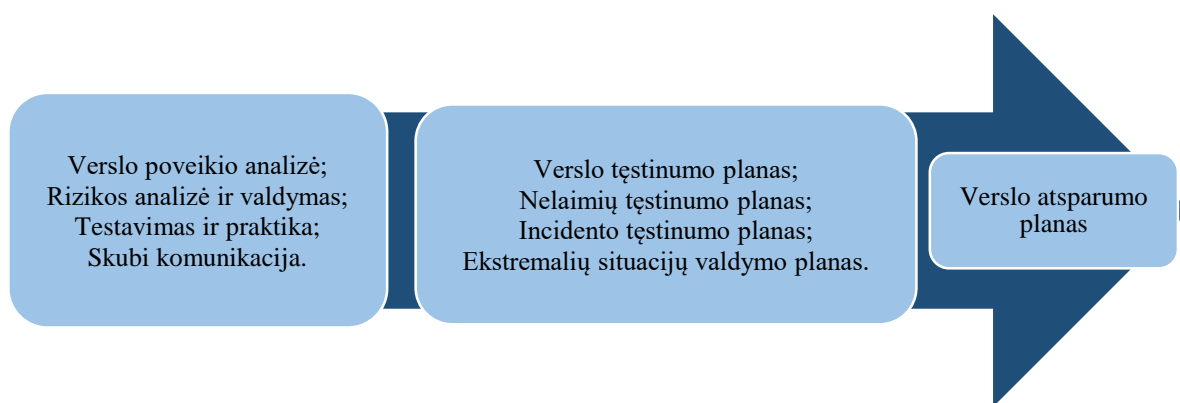 Verslo poveikio analizė;
Rizikos analizė ir valdymas;
Testavimas ir praktika;
Skubi komunikacija.
Verslo tęstinumo planas;
Nelaimių tęstinumo planas;
Incidento tęstinumo planas;
Ekstremalių situacijų valdymo planas.
Verslo atsparumo
planas